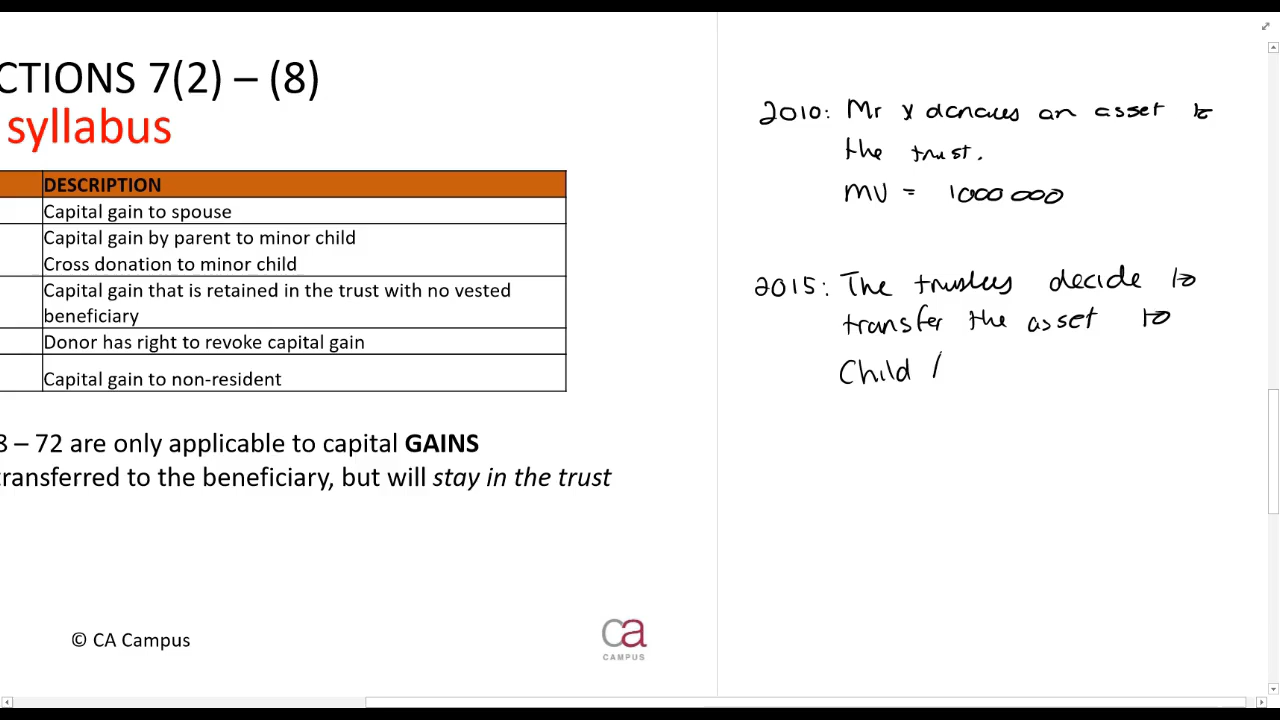 CTIONS 7(2) – (8)
syllabus
DESCRIPTION
Capital gain to spouse
Capital gain by parent to minor child
Cross donation to minor child
Capital gain that is retained in the trust with no vested
beneficiary
Donor has right to revoke capital gain
Capital gain to non-resident
8 – 72 are only applicable to capital GAINS
transferred to the beneficiary, but will stay in the trust
© CA Campus
ca
CAMPUS
2010: Mr X donates an asset to
the trust.
MV = 1000 000
2015: The trustees decide to
transfer the asset to
Child